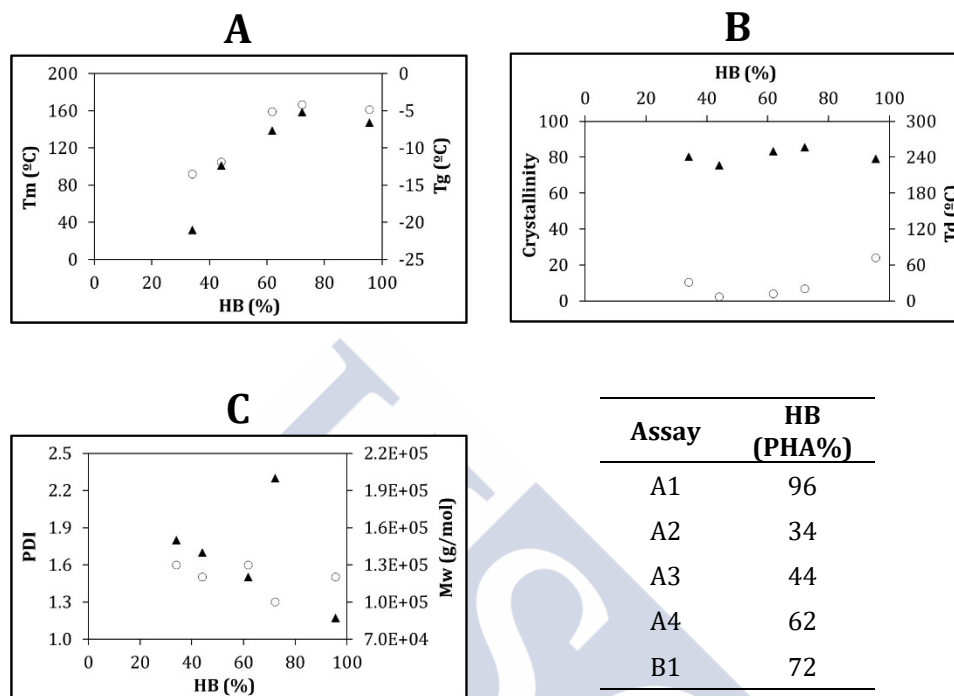 A
200
160
120
80
40
0
Tm (ºC)
0
-5
-10
-15
-20
-25
Tg (ºC)
0 20 40 60 80 100
HB (%)
B
HB (%)
0 20 40 60 80 100
100
80
60
40
20
0
Crystallinity
300
240
180
120
60
0
Td (ºC)
C
2.5
2.2
1.9
1.6
1.3
1.0
PDI
2.2E+05
1.9E+05
1.6E+05
1.3E+05
1.0E+05
7.0E+04
Mw (g/mol)
0 20 40 60 80 100
HB (%)
Assay HB
(PHA%)
A1 96
A2 34
A3 44
A4 62
B1 72